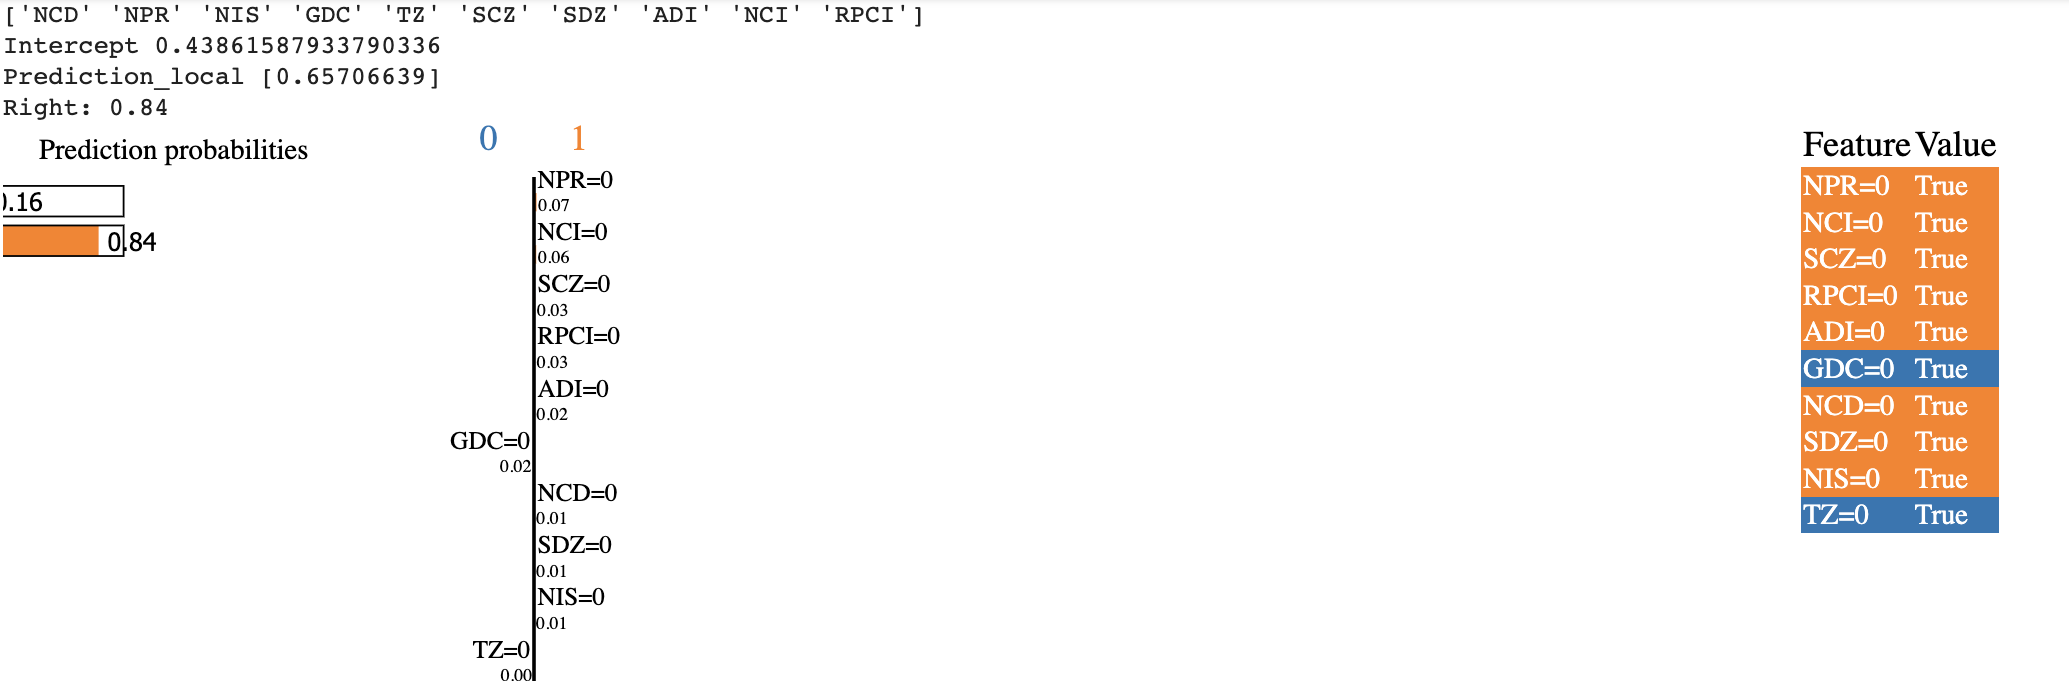 ['NCD' 'NPR' 'NIS' 'GDC' 'TZ' 'SCZ' 'SDZ' 'ADI' 'NCI' 'RPCI']
Intercept 0.43861587933790336
Prediction_local [0.65706639]
Right: 0.84
Prediction probabilities
.16
0.84
0 1
NPR=0
0.07
NCI=0
0.06
SCZ=0
0.03
RPCI=0
0.03
ADI=0
0.02
GDC=0
0.02
NCD=0
0.01
SDZ=0
0.01
NIS=0
0.01
TZ=0
0.00
Feature Value
NPR=0 True
NCI=0 True
SCZ=0 True
RPCI=0 True
ADI=0 True
GDC=0 True
NCD=0 True
SDZ=0 True
NIS=0 True
TZ=0 True